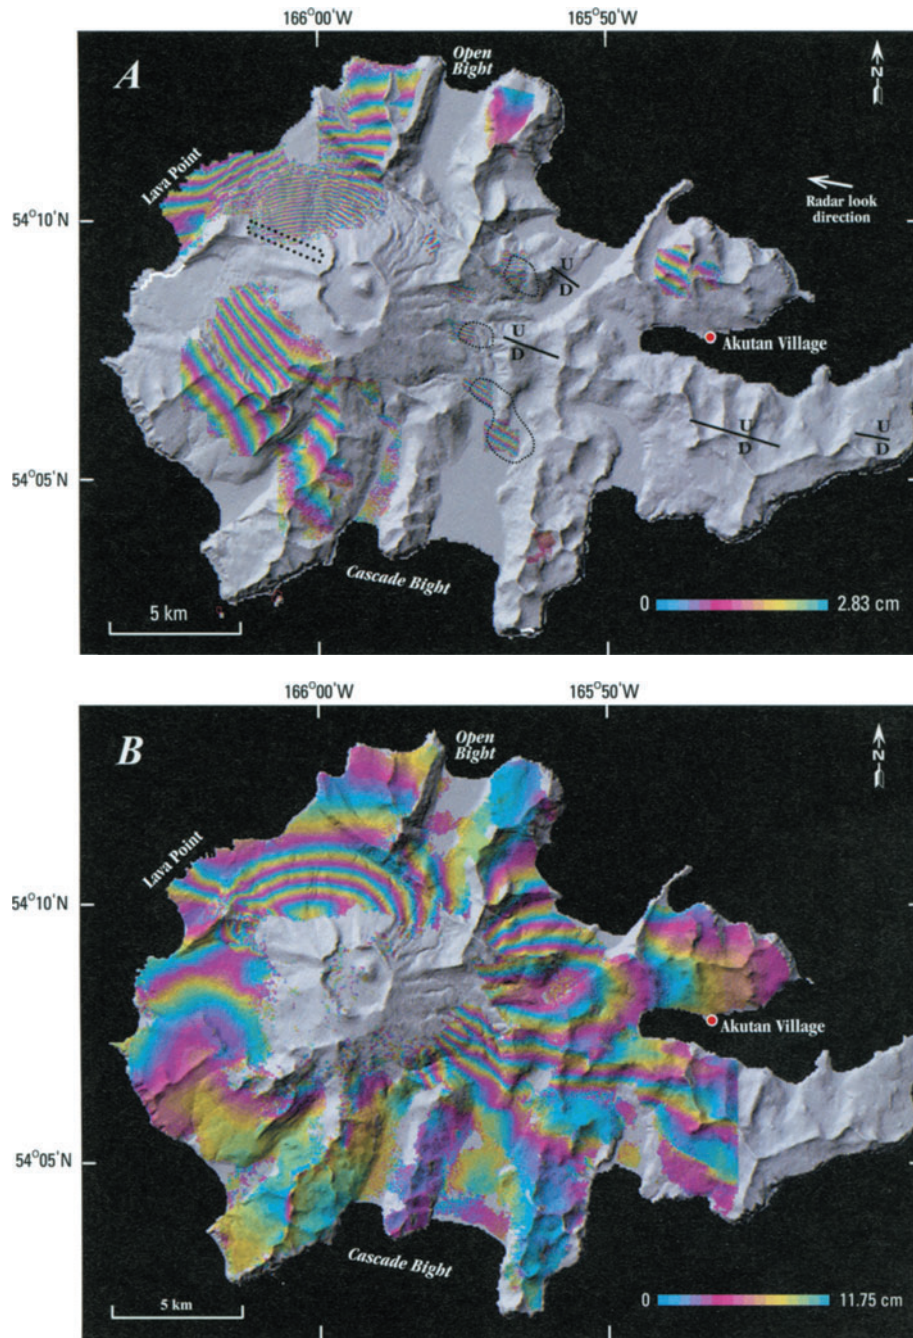 166°00'W
165°50'W
A
Open
Bight
N
Lava Point
54°10'N
Radar look
direction
U
D
U
D
Akutan Village
U
D
U
D
54°05'N
Cascade Bight
0
2.83 cm
5 km
166°00'W
165°50'W
B
Open
Bight
N
Lava Point
54°10'N
Akutan Village
54°05'N
Cascade Bight
0
11.75 cm
5 km